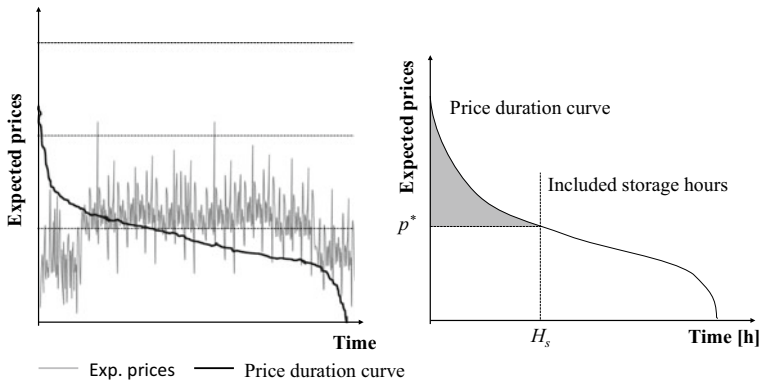 Expected prices
Time
Exp. prices
Price duration curve
Expected prices
Price duration curve
Included storage hours
p*
H_s
Time [h]